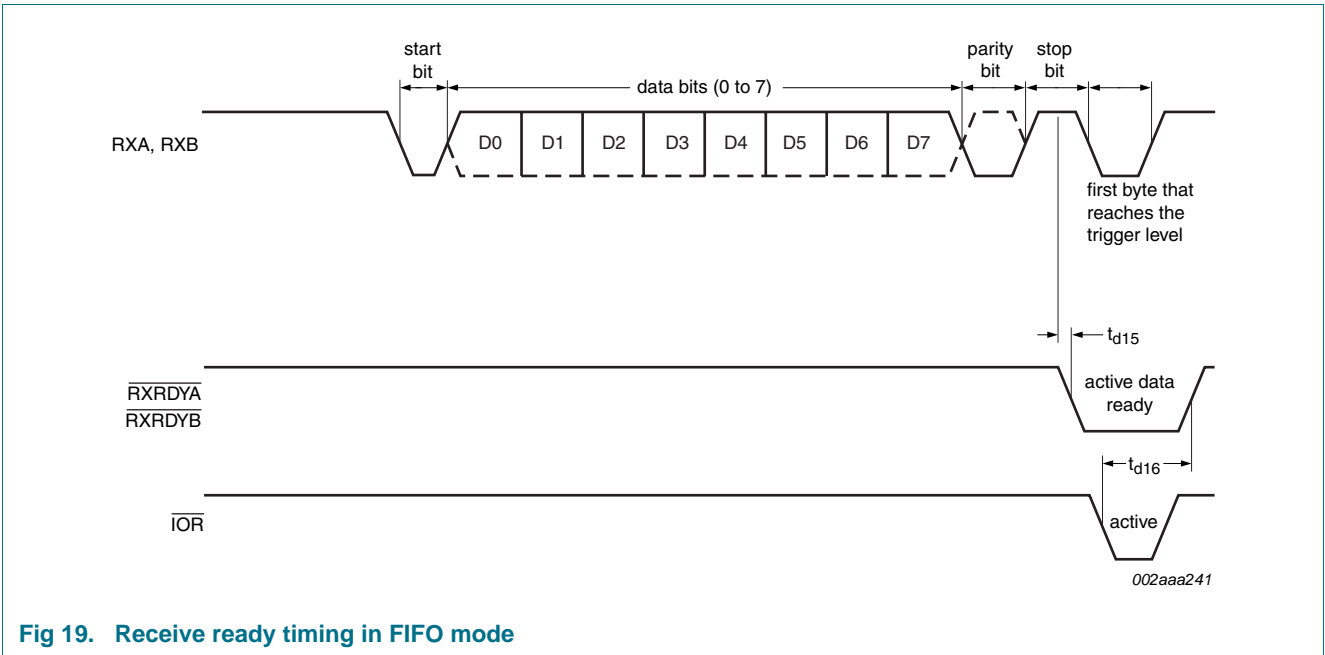 start
bit
data bits (0 to 7)
parity
bit
stop
bit
RXA, RXB
D0 D1 D2 D3 D4 D5 D6 D7
first byte that
reaches the
trigger level
td15
RXRDYA
RXRDYB
active data
ready
td16
IOR
active
002aaa241
Fig 19. Receive ready timing in FIFO mode